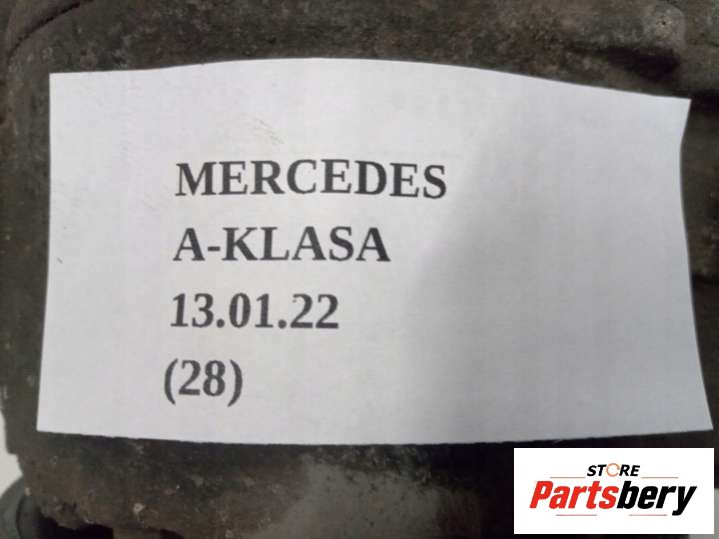 MERCEDES
A-KLASA
13.01.22
(28)
STORE
Partsbery